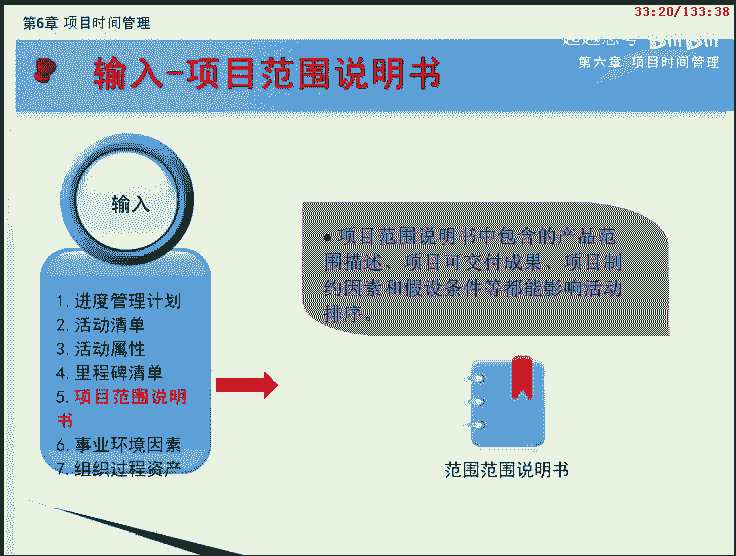 33:20/133:38
第6章 项目时间管理
输入-项目范围说明书
第六章 项目时间管理
输入
1. 进度管理计划
2. 活动清单
3. 活动属性
4. 里程碑清单
5. 项目范围说明
书
6. 事业环境因素
7. 组织过程资产
项目范围说明书中包含的产品范
围描述、项目可交付成果、项目制
约因素和假设条件等都能影响活动
排序。
范围范围说明书